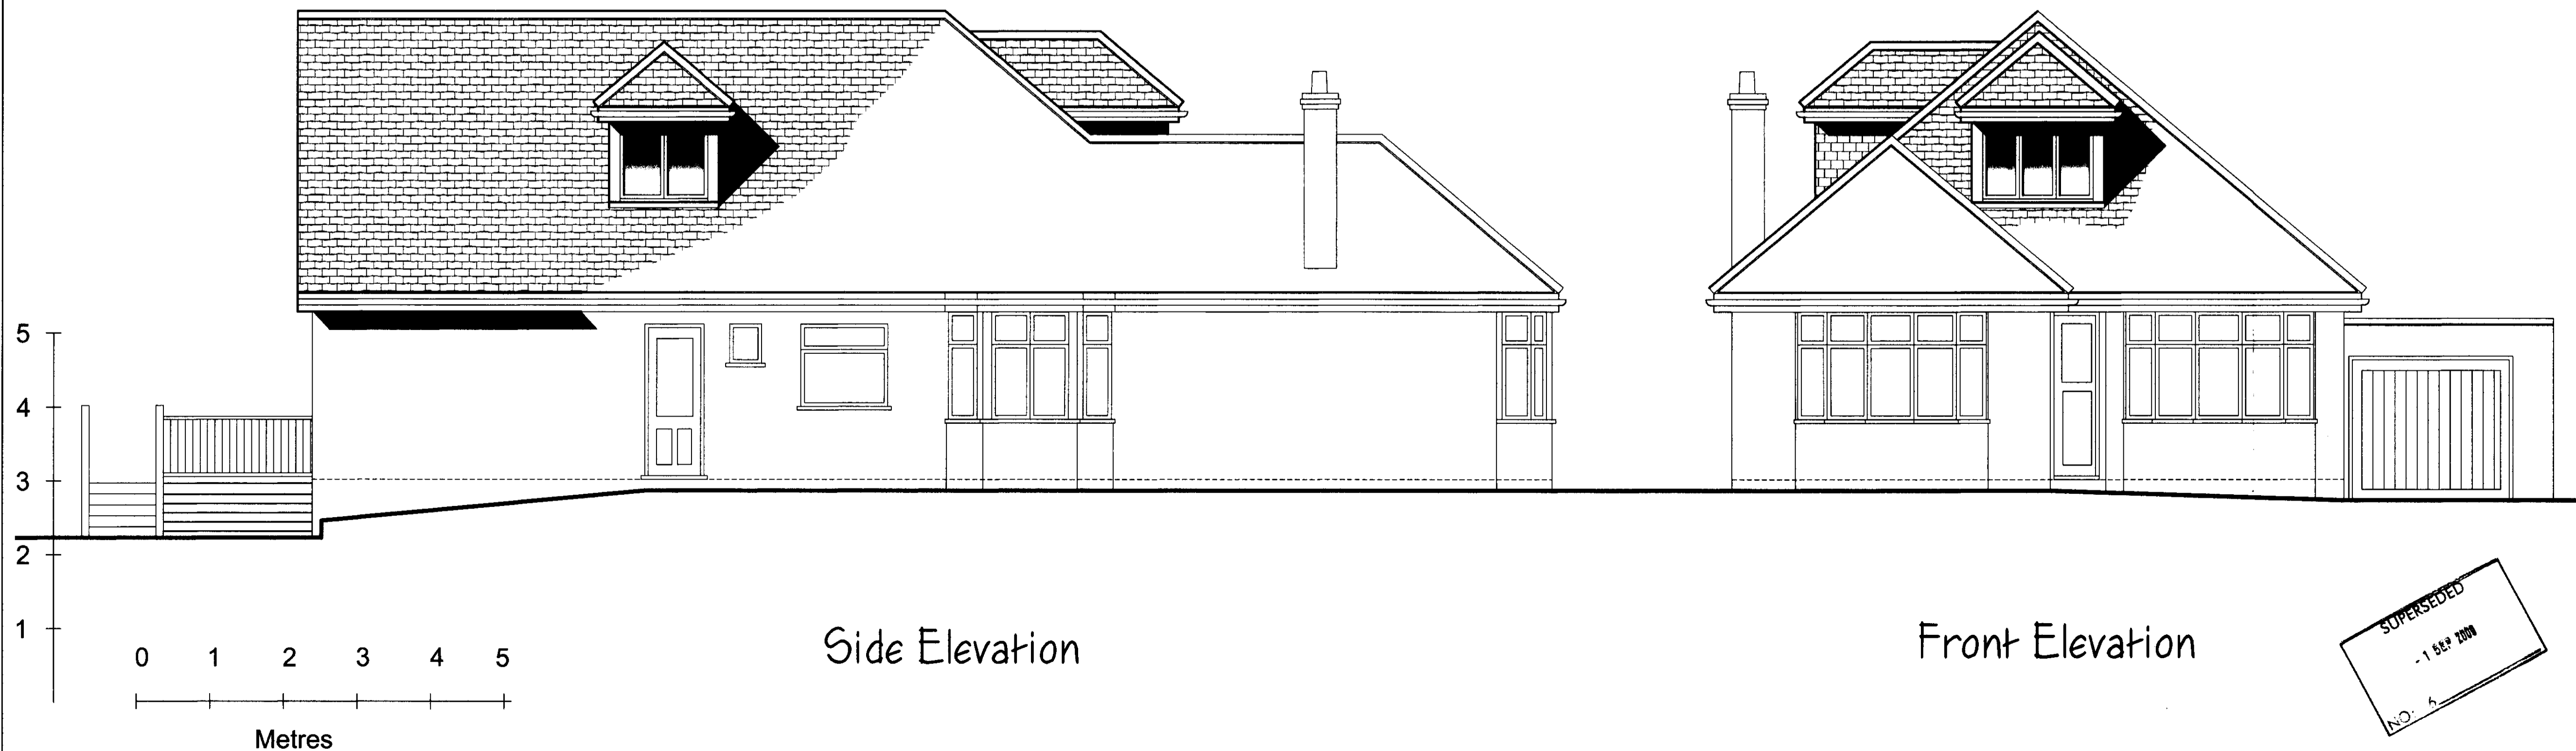 5
4
3
2
1
0 1 2 3 4 5
Metres
Side Elevation
Front Elevation
SUPERSEDED
- 1 SEP 2000
NO: 6